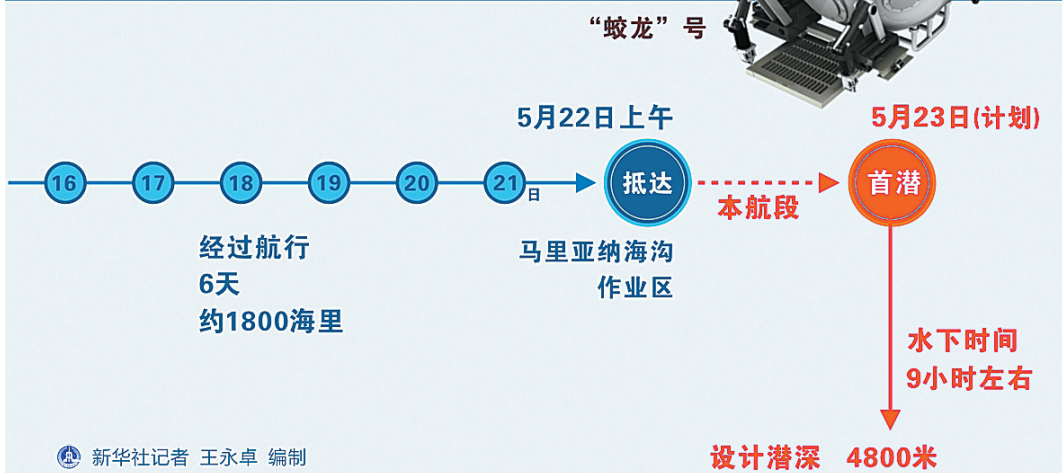 “蛟龙”号
5月22日上午
5月23日(计划)
16 17 18 19 20 21日
抵达
首潜
本航段
经过航行
6天
约1800海里
马里亚纳海沟
作业区
水下时间
9小时左右
新华社记者 王永卓 编制
设计潜深 4800米